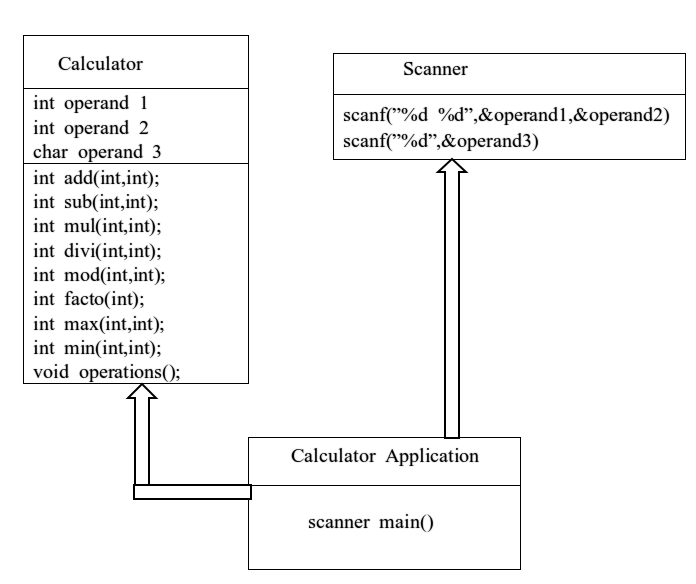 Calculator
int operand 1
int operand 2
char operand 3
int add(int,int);
int sub(int,int);
int mul(int,int);
int divi(int,int);
int mod(int,int);
int facto(int);
int max(int,int);
int min(int,int);
void operations();
Scanner
scanf(”%d %d”,&operand1,&operand2)
scanf(”%d”,&operand3)
Calculator Application
scanner main()